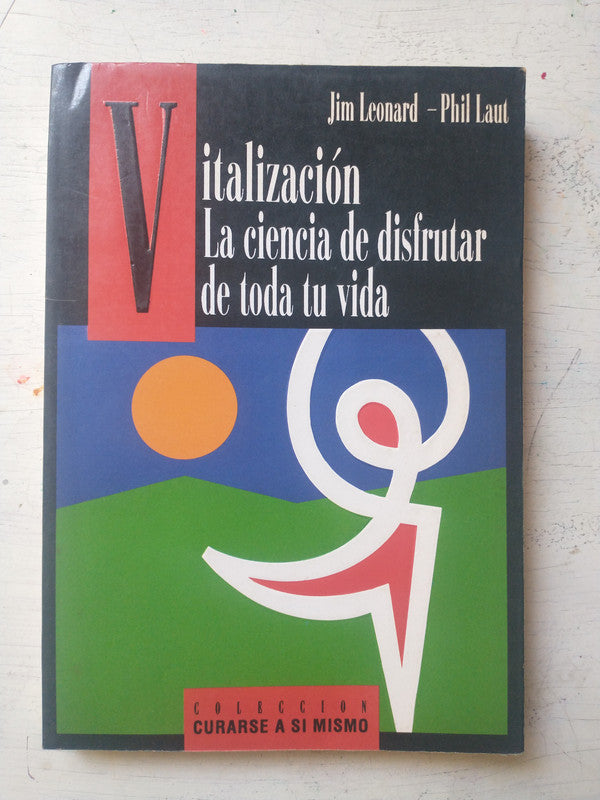 Jim Leonard – Phil Laut
Vitalización
La ciencia de disfrutar
de toda tu vida
COLECCION
CURARSE A SI MISMO